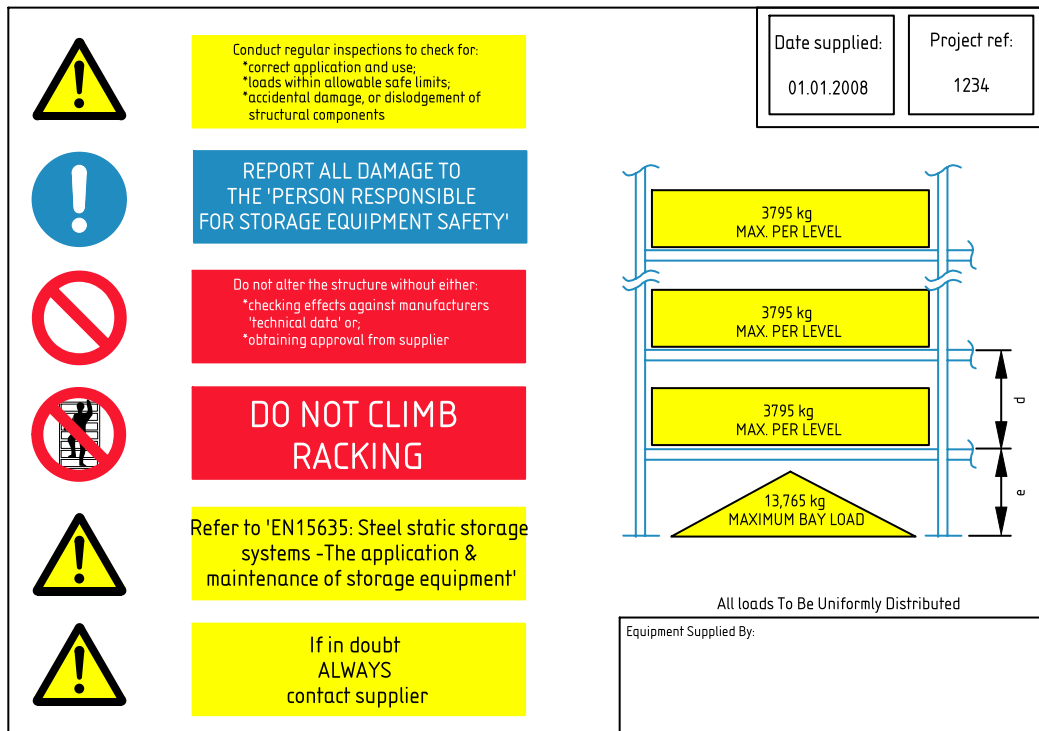 Conduct regular inspections to check for:
*correct application and use;
*loads within allowable safe limits;
*accidental damage, or dislodgement of
structural components
REPORT ALL DAMAGE TO
THE 'PERSON RESPONSIBLE
FOR STORAGE EQUIPMENT SAFETY'
Do not alter the structure without either:
*checking effects against manufacturers
'technical data' or;
*obtaining approval from supplier
DO NOT CLIMB
RACKING
Refer to 'EN15635: Steel static storage
systems -The application &
maintenance of storage equipment'
If in doubt
ALWAYS
contact supplier
Date supplied:
01.01.2008
Project ref:
1234
3795 kg
MAX. PER LEVEL
3795 kg
MAX. PER LEVEL
3795 kg
MAX. PER LEVEL
13,765 kg
MAXIMUM BAY LOAD
d
e
All loads To Be Uniformly Distributed
Equipment Supplied By: